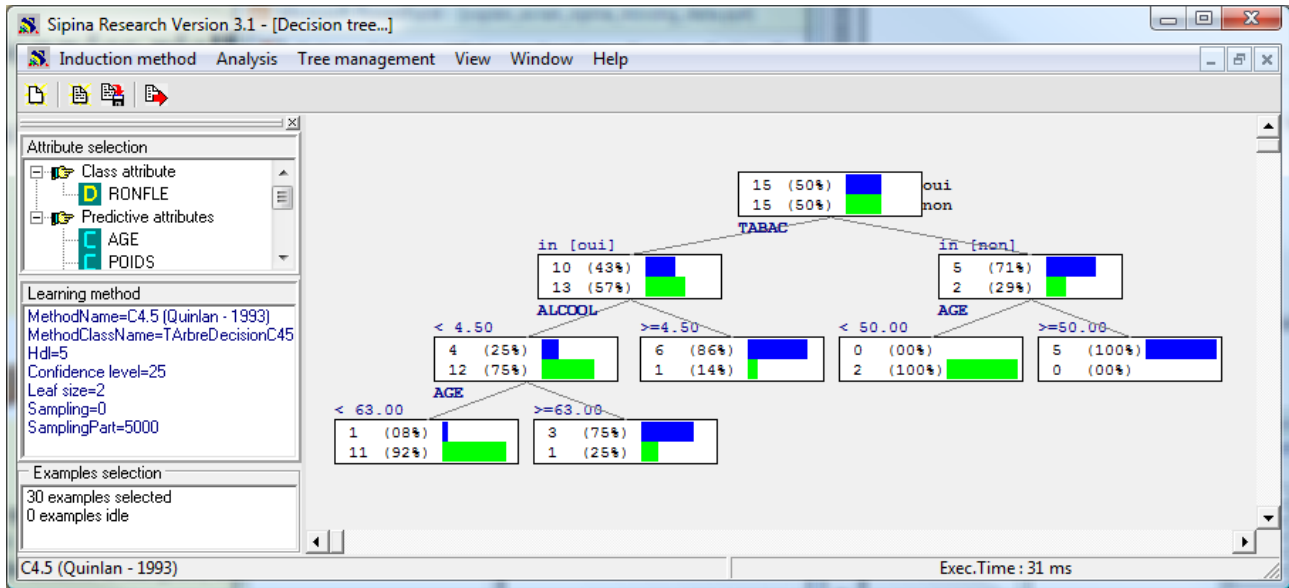 Sipina Research Version 3.1 - [Decision tree...]
Induction method Analysis Tree management View Window Help
Attribute selection
Class attribute
D RONFLE
Predictive attributes
C AGE
C POIDS
Learning method
MethodName=C4.5 (Quinlan - 1993)
MethodClassName=TArbreDecisionC45
Hdl=5
Confidence level=25
Leaf size=2
Sampling=0
SamplingPart=5000
Examples selection
30 examples selected
0 examples idle
15 (50%) oui
15 (50%) non
TABAC
in [oui] in [non]
10 (43%) 5 (71%)
13 (57%) 2 (29%)
ALCOOL AGE
< 4.50 >=4.50 < 50.00 >=50.00
4 (25%) 6 (86%) 0 (00%) 5 (100%)
12 (75%) 1 (14%) 2 (100%) 0 (00%)
AGE
< 63.00 >=63.00
1 (08%) 3 (75%)
11 (92%) 1 (25%)
C4.5 (Quinlan - 1993) Exec.Time : 31 ms